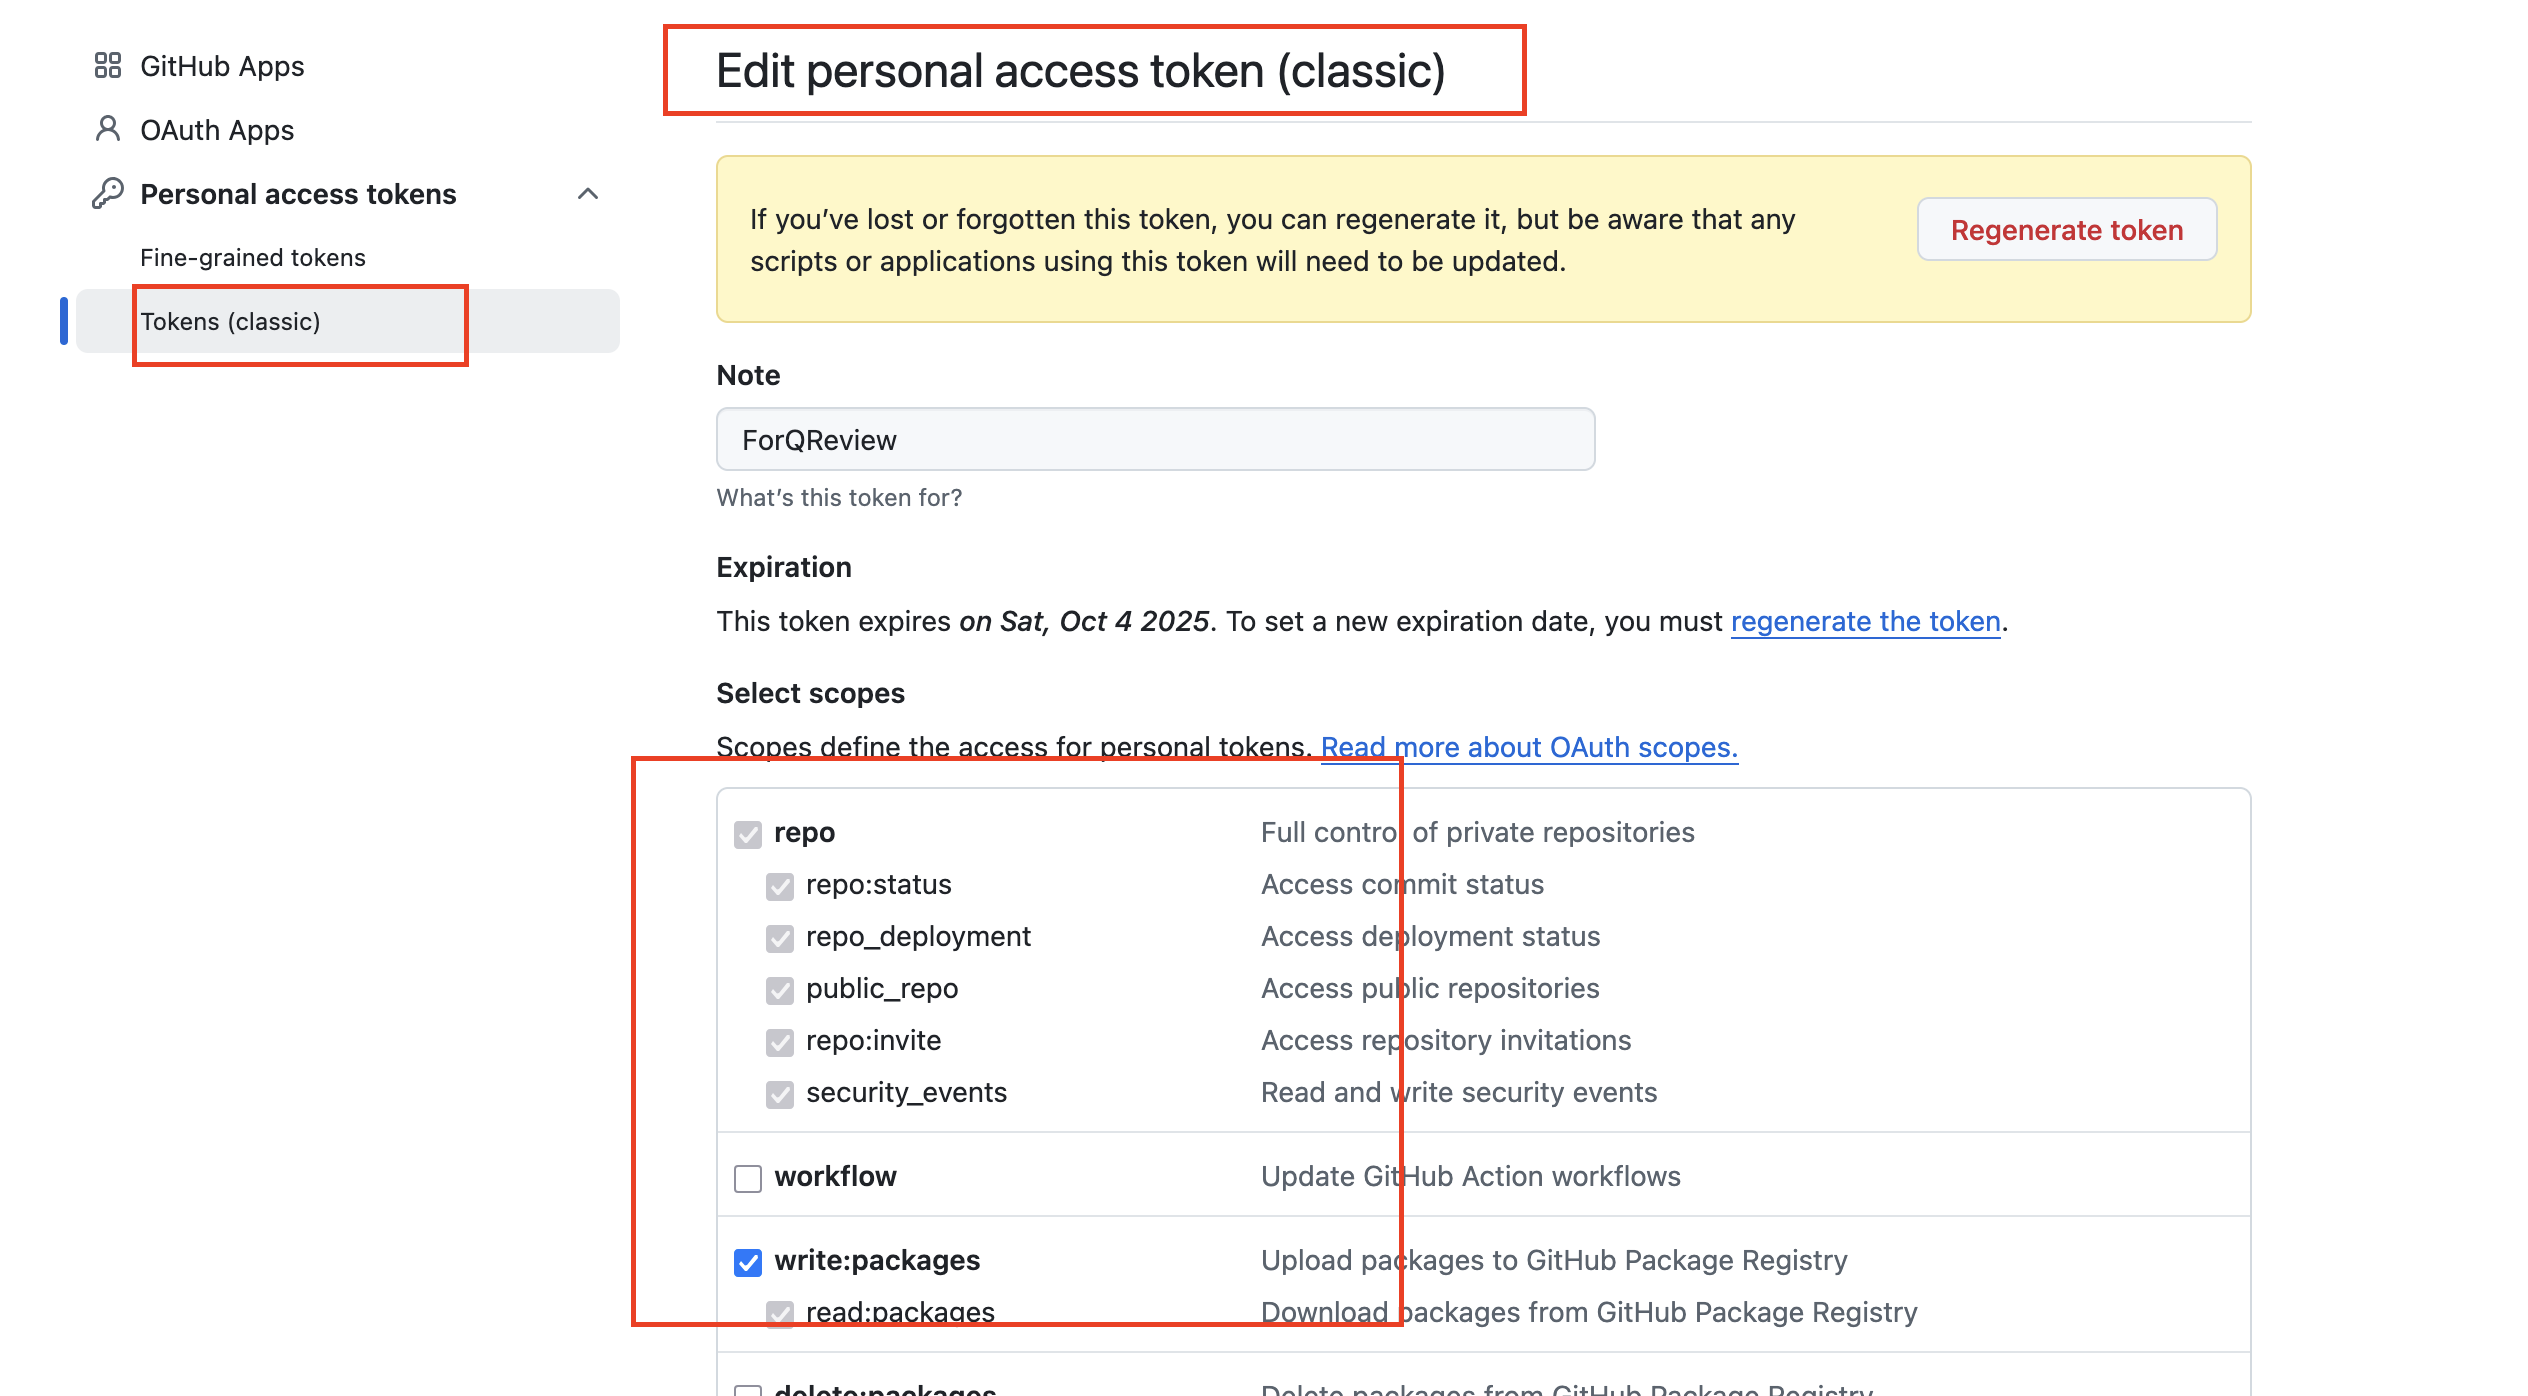 GitHub Apps
OAuth Apps
Personal access tokens
Fine-grained tokens
Tokens (classic)
Edit personal access token (classic)
If you’ve lost or forgotten this token, you can regenerate it, but be aware that any
scripts or applications using this token will need to be updated.
Regenerate token
Note
ForQReview
What’s this token for?
Expiration
This token expires on Sat, Oct 4 2025. To set a new expiration date, you must regenerate the token.
Select scopes
Scopes define the access for personal tokens. Read more about OAuth scopes.
repo Full control of private repositories
repo:status Access commit status
repo_deployment Access deployment status
public_repo Access public repositories
repo:invite Access repository invitations
security_events Read and write security events
workflow Update GitHub Action workflows
write:packages Upload packages to GitHub Package Registry
read:packages Download packages from GitHub Package Registry
delete:packages Delete packages from GitHub Package Registry